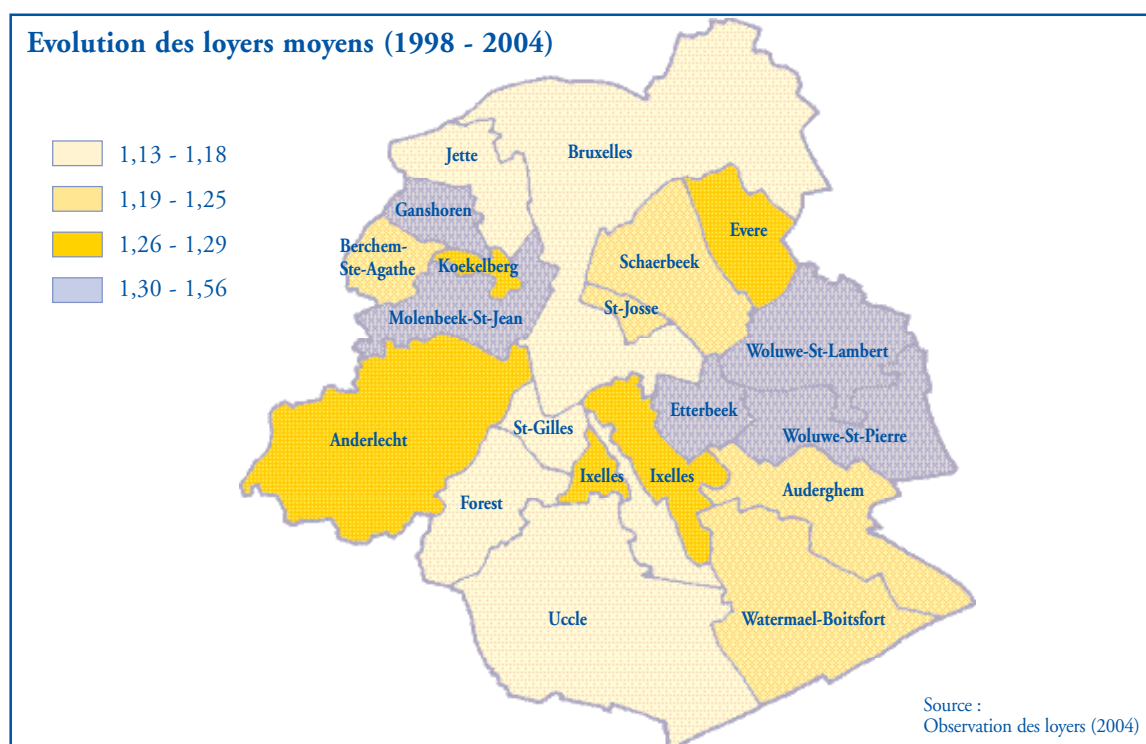 Evolution des loyers moyens (1998 - 2004)
1,13 - 1,18
1,19 - 1,25
1,26 - 1,29
1,30 - 1,56
Jette
Bruxelles
Ganshoren
Evere
Berchem-
Ste-Agathe
Koekelberg
Schaerbeek
St-Josse
Molenbeek-St-Jean
Woluwe-St-Lambert
Etterbeek
St-Gilles
Woluwe-St-Pierre
Anderlecht
Ixelles
Ixelles
Auderghem
Forest
Uccle
Watermael-Boitsfort
Source :
Observation des loyers (2004)